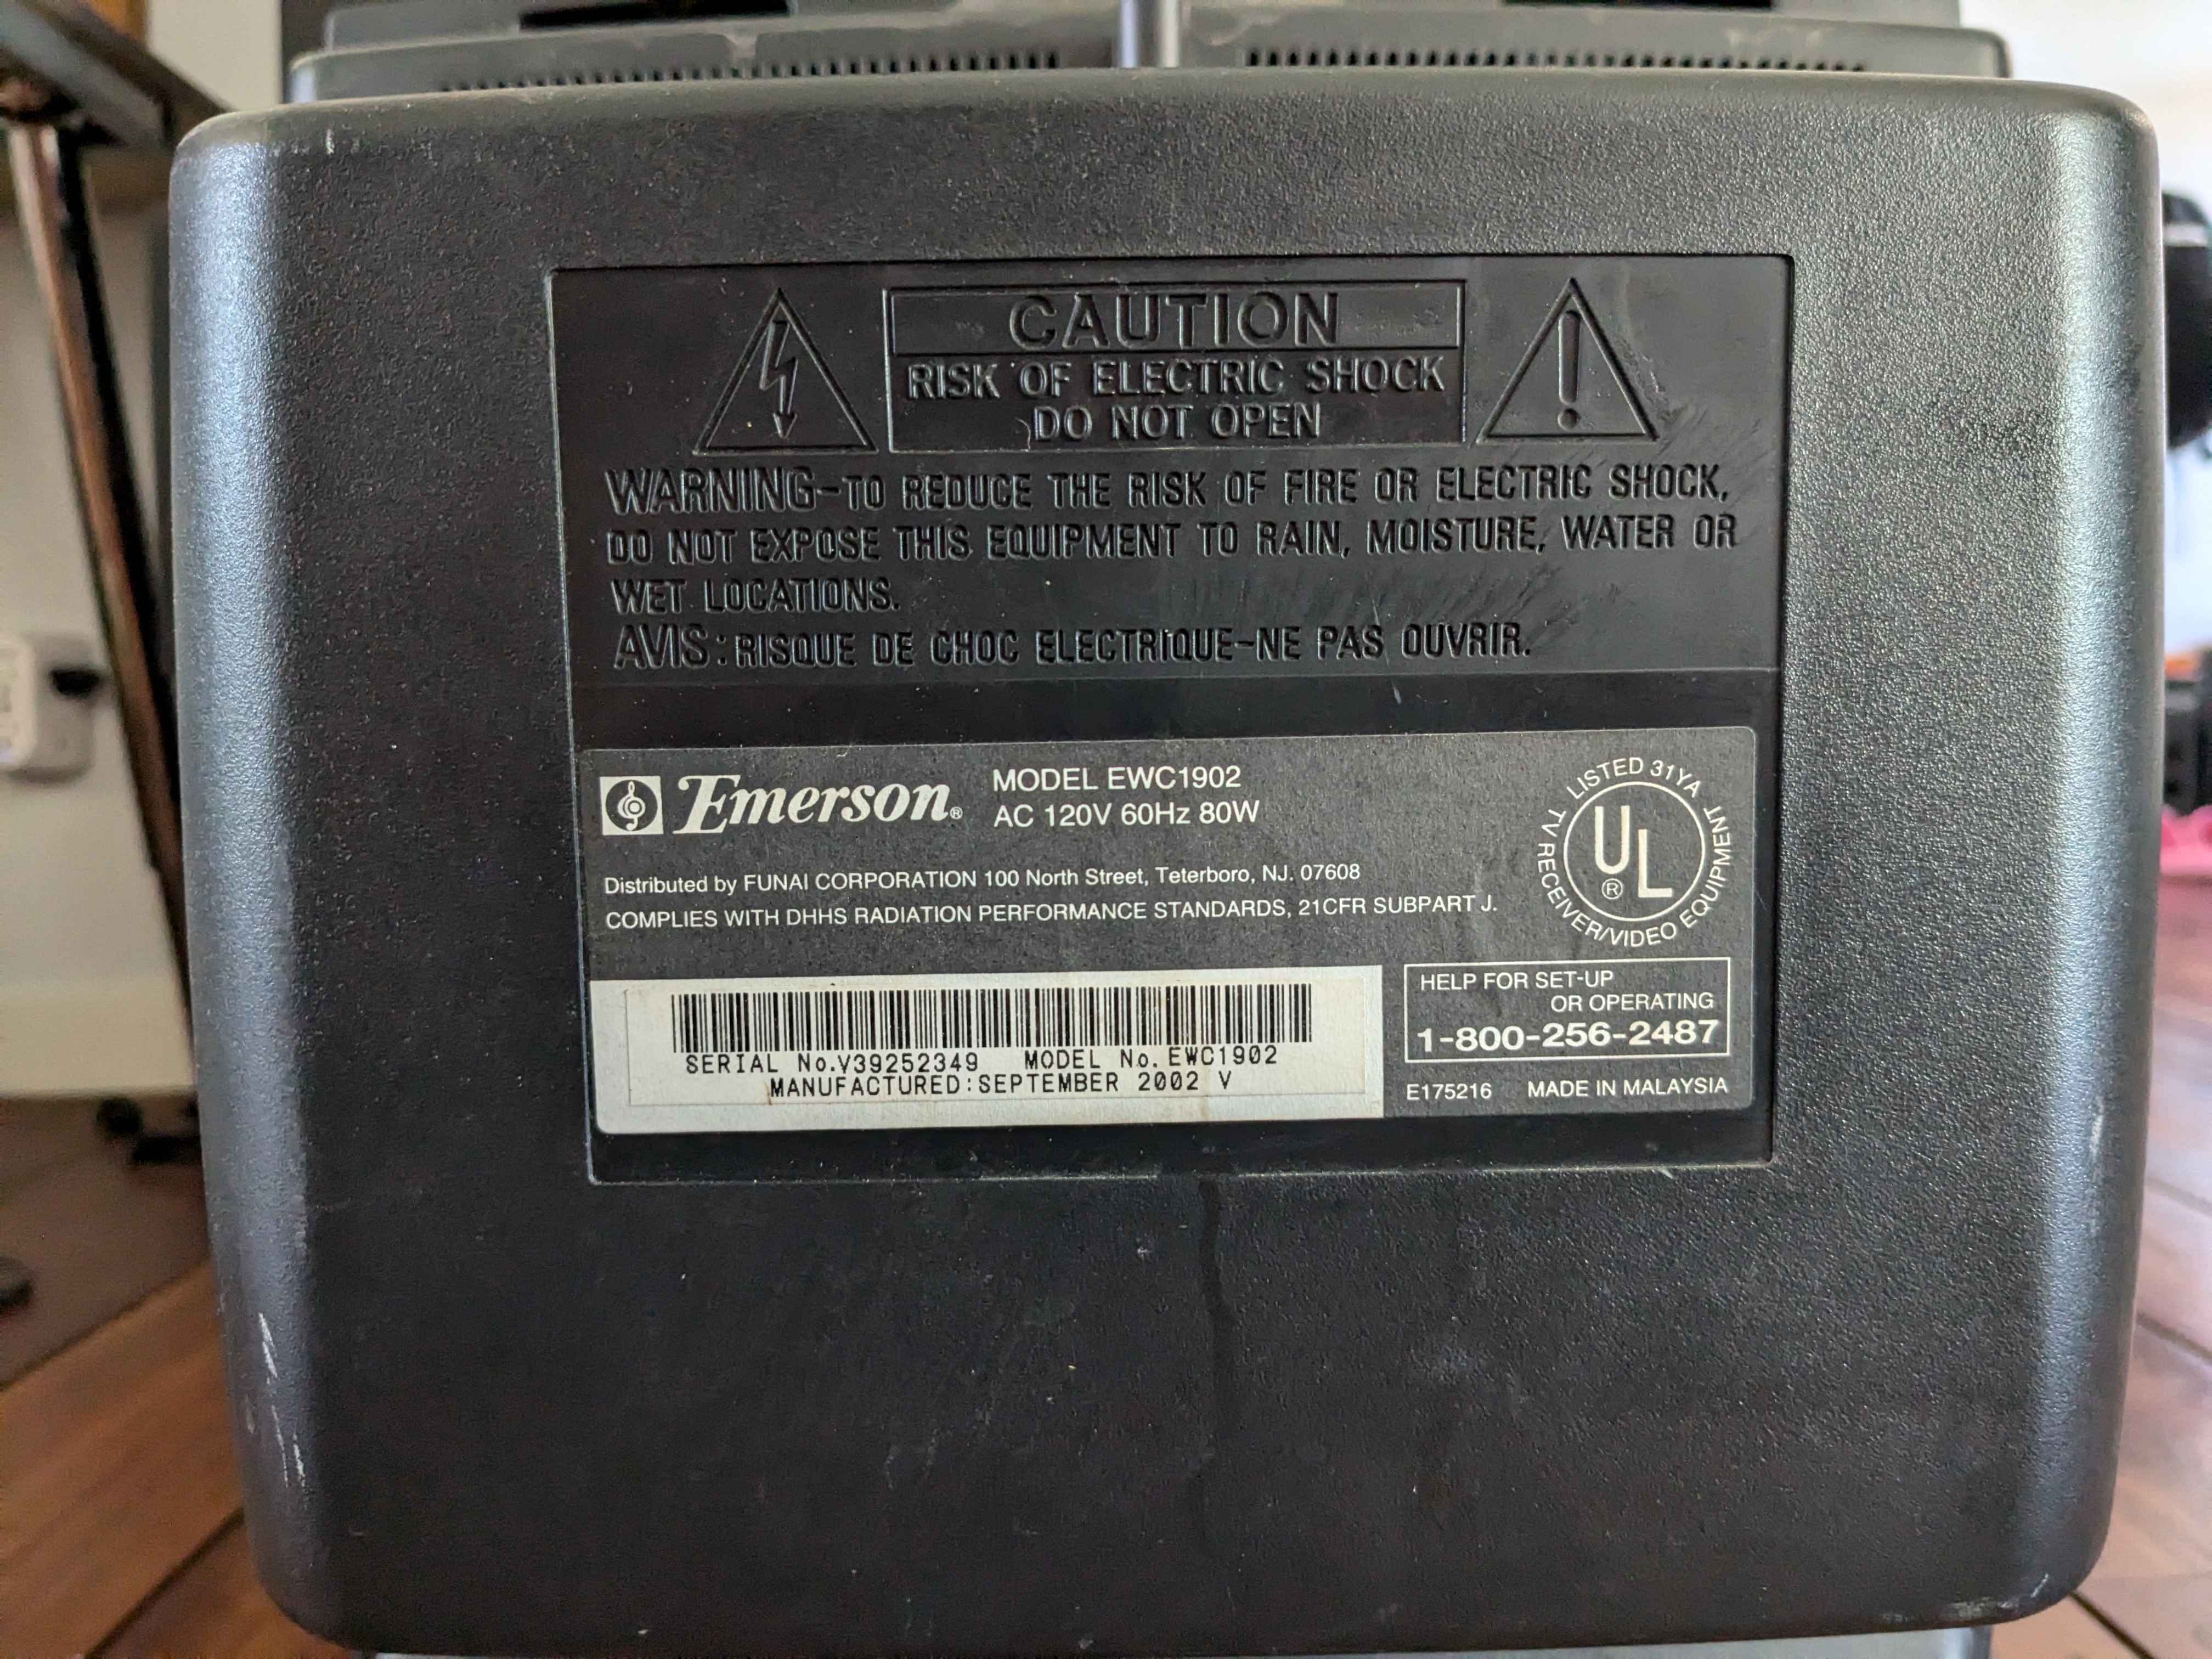 CAUTION
RISK OF ELECTRIC SHOCK
DO NOT OPEN
WARNING-TO REDUCE THE RISK OF FIRE OR ELECTRIC SHOCK,
DO NOT EXPOSE THIS EQUIPMENT TO RAIN, MOISTURE, WATER OR
WET LOCATIONS.
AVIS: RISQUE DE CHOC ELECTRIQUE-NE PAS OUVRIR.
Emerson®
MODEL EWC1902
AC 120V 60Hz 80W
LISTED 31YA
UL®
TV RECEIVER/VIDEO EQUIPMENT
Distributed by FUNAI CORPORATION 100 North Street, Teterboro, NJ. 07608
COMPLIES WITH DHHS RADIATION PERFORMANCE STANDARDS, 21CFR SUBPART J.
SERIAL No.V39252349 MODEL No.EWC1902
MANUFACTURED:SEPTEMBER 2002 V
HELP FOR SET-UP
OR OPERATING
1-800-256-2487
E175216 MADE IN MALAYSIA